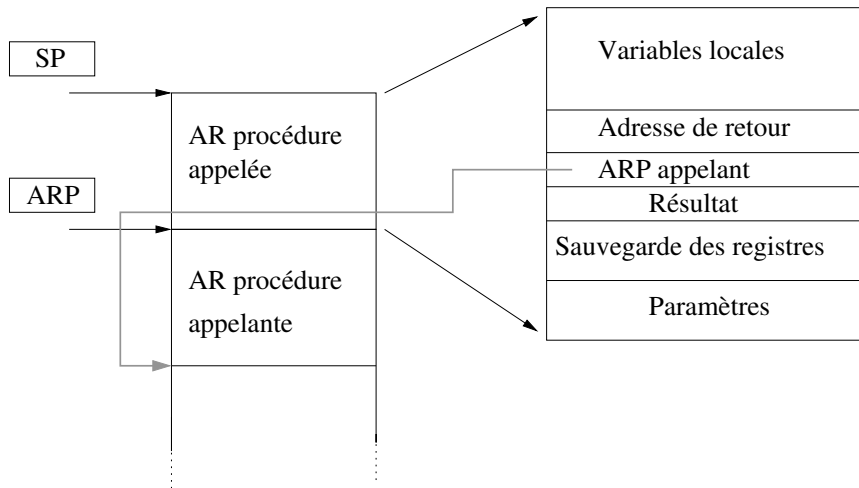 SP
ARP
AR procédure
appelée
AR procédure
appelante
Variables locales
Adresse de retour
ARP appelant
Résultat
Sauvegarde des registres
Paramètres